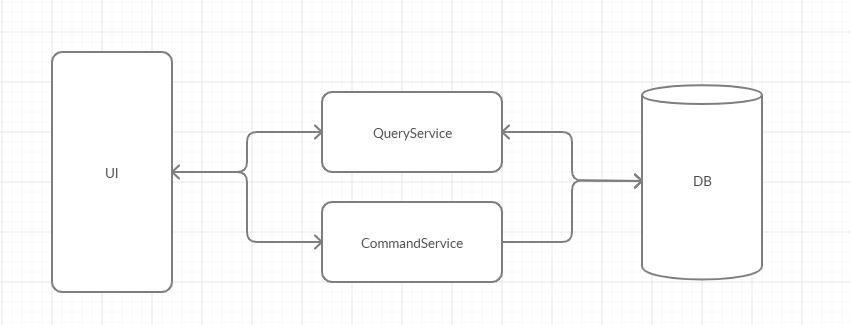 UI
QueryService
CommandService
DB